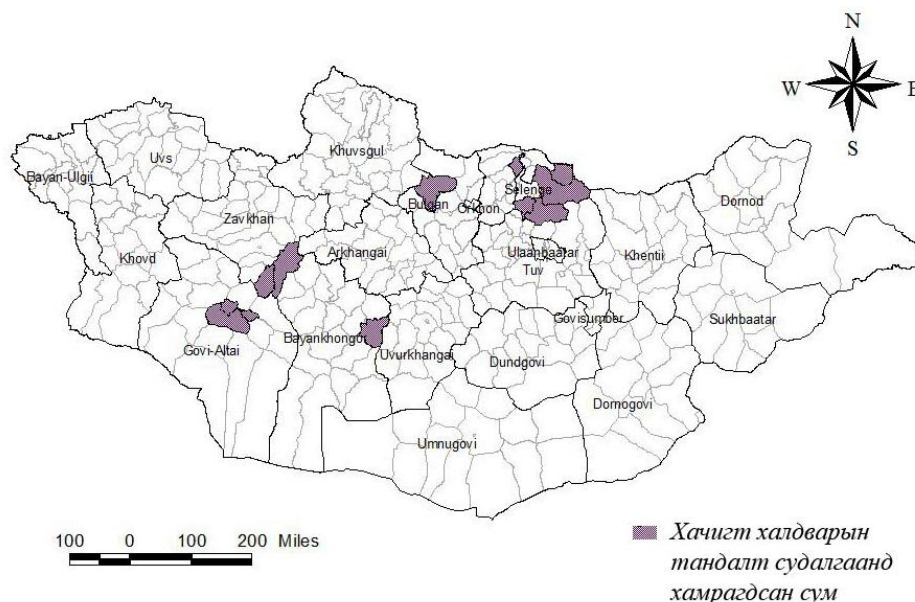 N
W
E
S
Khuvsgul
Uvs
Bayan-Ulgii
Selenge
Bulgan
Orkhon
Dornod
Zavkhan
Khovd
Arkhangai
Ulaanbaatar
Tuv
Khentii
Govisumber
Sukhbaatar
Govi-Altai
Bayankhongor
Uvurkhangai
Dundgovi
Dornogovi
Umnugovi
100 0 100 200 Miles
Хачигт халдварын
тандалт судалгаанд
хамрагдсан сум